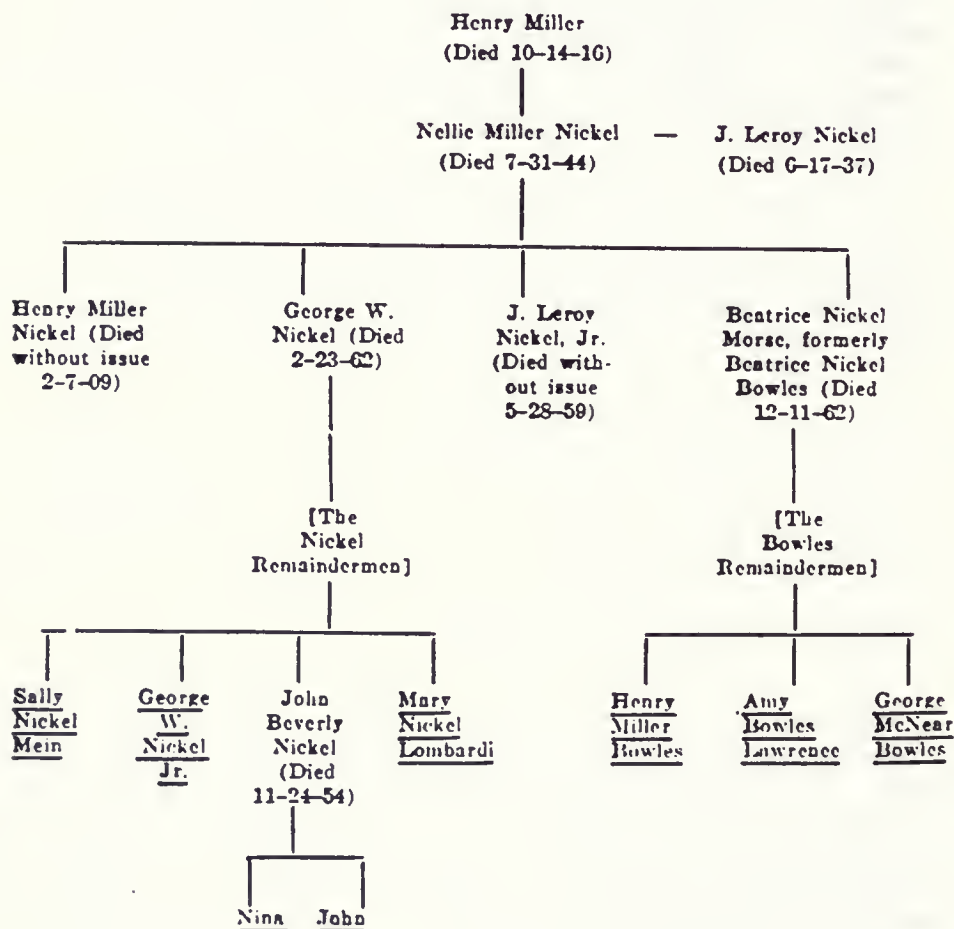 Henry Miller
(Died 10-14-16)
Nellie Miller Nickel — J. Leroy Nickel
(Died 7-31-44) (Died 6-17-37)
Henry Miller
Nickel (Died
without issue
2-7-09)
George W.
Nickel (Died
2-23-62)
J. Leroy
Nickel, Jr.
(Died with-
out issue
5-28-59)
Beatrice Nickel
Morse, formerly
Beatrice Nickel
Bowles (Died
12-11-62)
[The
Nickel
Remaindermen]
[The
Bowles
Remaindermen]
Sally
Nickel
Mein
George
W.
Nickel
Jr.
John
Beverly
Nickel
(Died
11-24-54)
Mary
Nickel
Lombardi
Henry
Miller
Bowles
Amy
Bowles
Lawrence
George
McNear
Bowles
Nina John